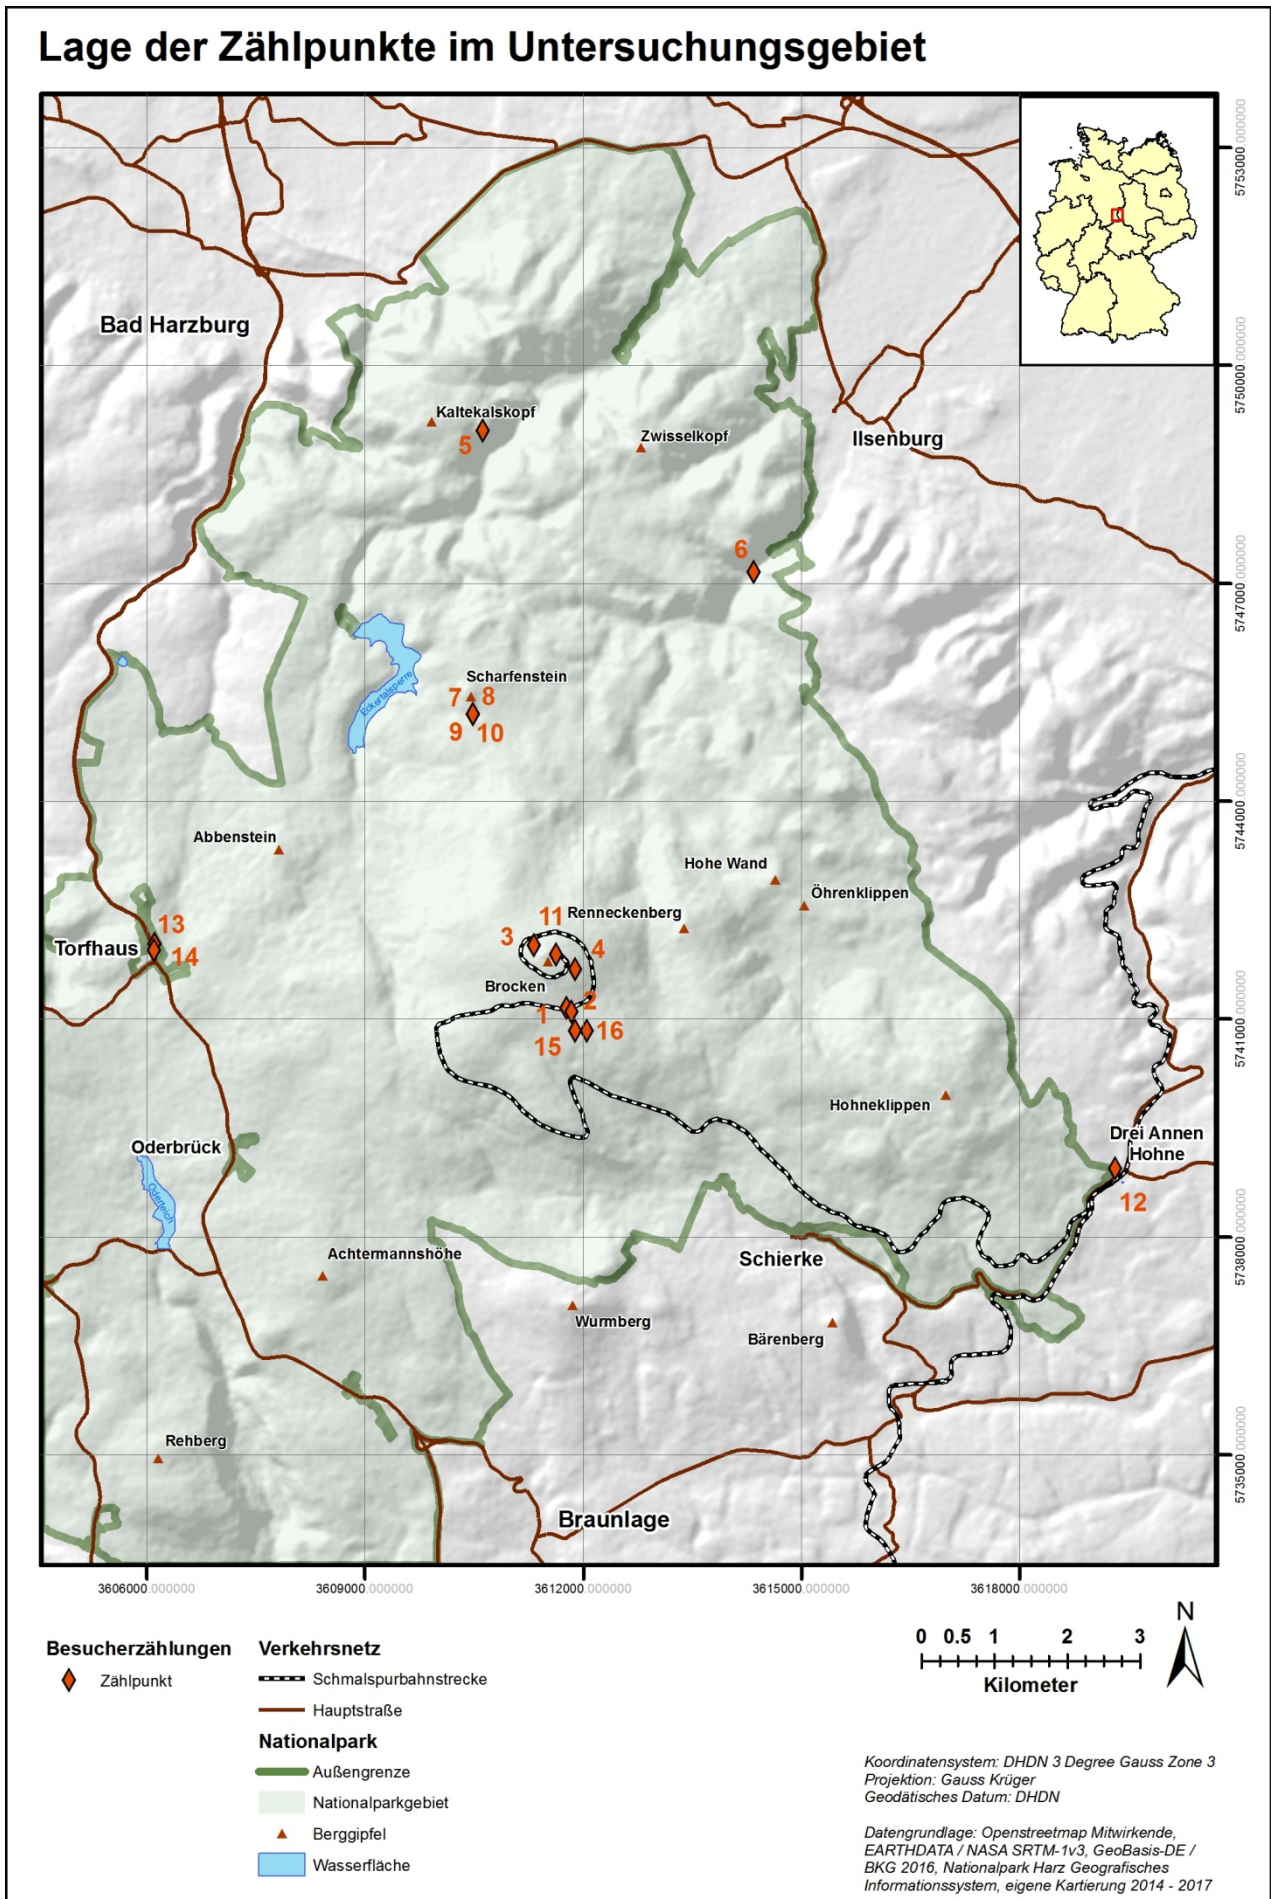 Lage der Zählpunkte im Untersuchungsgebiet
5753000.000000
Bad Harzburg
5750000.000000
Kaltekalskopf
5
Zwisselkopf
Ilsenburg
6
5747000.000000
Eckertalsperre
Scharfenstein
7 8
9 10
5744000.000000
Abbenstein
Hohe Wand
Öhrenklippen
Renneckenberg
11
3
4
13
Torfhaus
14
Brocken
2
1
5741000.000000
15
16
Hohneklippen
Drei Annen
Hohne
12
Oderbrück
Oderteich
5738000.000000
Achtermannshöhe
Schierke
Wurmberg
Bärenberg
Rehberg
5735000.000000
Braunlage
3606000.000000 3609000.000000 3612000.000000 3615000.000000 3618000.000000
Besucherzählungen
Zählpunkt
Verkehrsnetz
Schmalspurbahnstrecke
Hauptstraße
Nationalpark
Außengrenze
Nationalparkgebiet
Berggipfel
Wasserfläche
0 0.5 1 2 3
Kilometer
N
Koordinatensystem: DHDN 3 Degree Gauss Zone 3
Projektion: Gauss Krüger
Geodätisches Datum: DHDN
Datengrundlage: Openstreetmap Mitwirkende,
EARTHDATA / NASA SRTM-1v3, GeoBasis-DE /
BKG 2016, Nationalpark Harz Geografisches
Informationssystem, eigene Kartierung 2014 - 2017